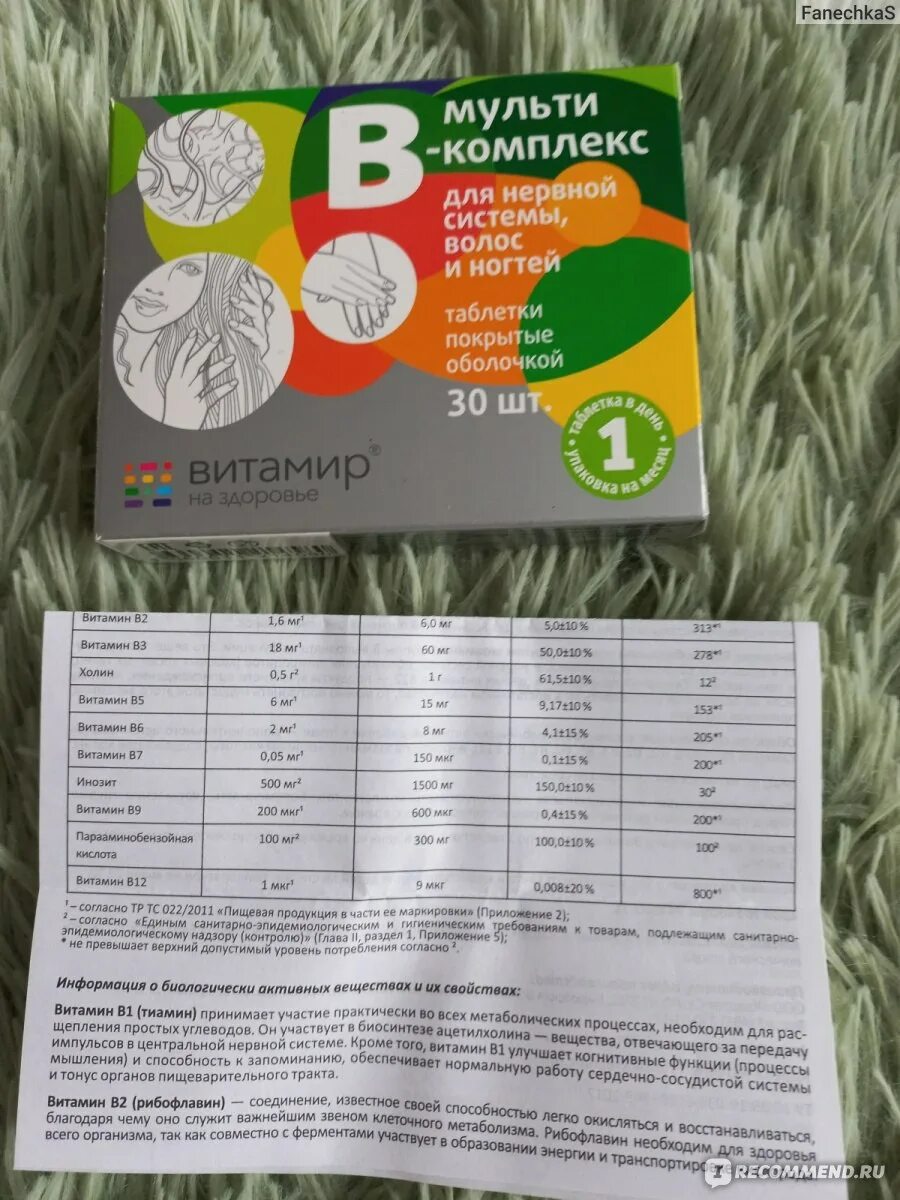 FanechkaS
В
МУЛЬТИ
-КОМПЛЕКС
ДЛЯ НЕРВНОЙ
СИСТЕМЫ,
ВОЛОС
И НОГТЕЙ
ТАБЛЕТКИ
ПОКРЫТЫЕ
ОБОЛОЧКОЙ
30 ШТ.
таблетка в день
1
упаковка на месяц
ВИТАМИР®
на здоровье
Витамин В2 1,6 мг¹ 6,0 мг 5,0±10 % 313*¹
Витамин В3 18 мг¹ 60 мг 50,0±10 % 278*¹
Холин 0,5 г² 1 г 61,5±10 % 12²
Витамин В5 6 мг¹ 15 мг 9,17±10 % 153*¹
Витамин В6 2 мг¹ 8 мг 4,1±15 % 205*¹
Витамин В7 0,05 мг¹ 150 мкг 0,1±15 % 200*¹
Инозит 500 мг² 1500 мг 150,0±10 % 30²
Витамин В9 200 мкг¹ 600 мкг 0,4±15 % 200*¹
Парааминобензойная 100 мг² 300 мг 100,0±10 % 100²
кислота
Витамин В12 1 мкг¹ 9 мкг 0,008±20 % 800*¹
¹ – согласно ТР ТС 022/2011 «Пищевая продукция в части ее маркировки» (Приложение 2);
² – согласно «Единым санитарно-эпидемиологическим и гигиеническим требованиям к товарам, подлежащим санитарно-
эпидемиологическому надзору (контролю)» (Глава II, раздел 1, Приложение 5);
* не превышает верхний допустимый уровень потребления согласно ².
Информация о биологически активных веществах и их свойствах:
Витамин В1 (тиамин) принимает участие практически во всех метаболических процессах, необходим для рас-
щепления простых углеводов. Он участвует в биосинтезе ацетилхолина — вещества, отвечающего за передачу
импульсов в центральной нервной системе. Кроме того, витамин В1 улучшает когнитивные функции (процессы
мышления) и способность к запоминанию, обеспечивает нормальную работу сердечно-сосудистой системы
и тонус органов пищеварительного тракта.
Витамин В2 (рибофлавин) — соединение, известное своей способностью легко окисляться и восстанавливаться,
благодаря чему оно служит важнейшим звеном клеточного метаболизма. Рибофлавин необходим для здоровья
всего организма, так как совместно с ферментами участвует в образовании энергии и
RECOMMEND.RU